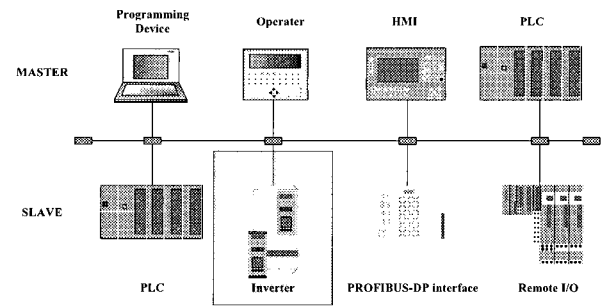 Programming
Device
Operater
HMI
PLC
MASTER
SLAVE
PLC
Inverter
PROFIBUS-DP interface
Remote I/O